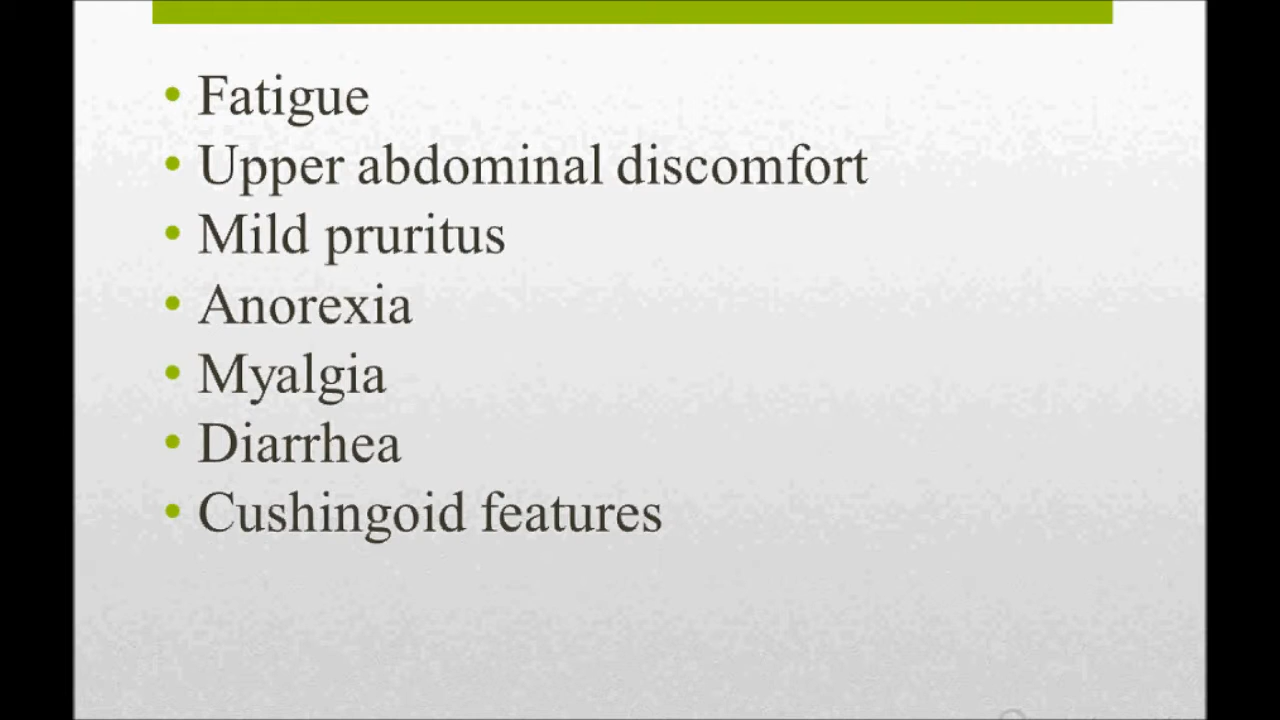 • Fatigue
• Upper abdominal discomfort
• Mild pruritus
• Anorexia
• Myalgia
• Diarrhea
• Cushingoid features